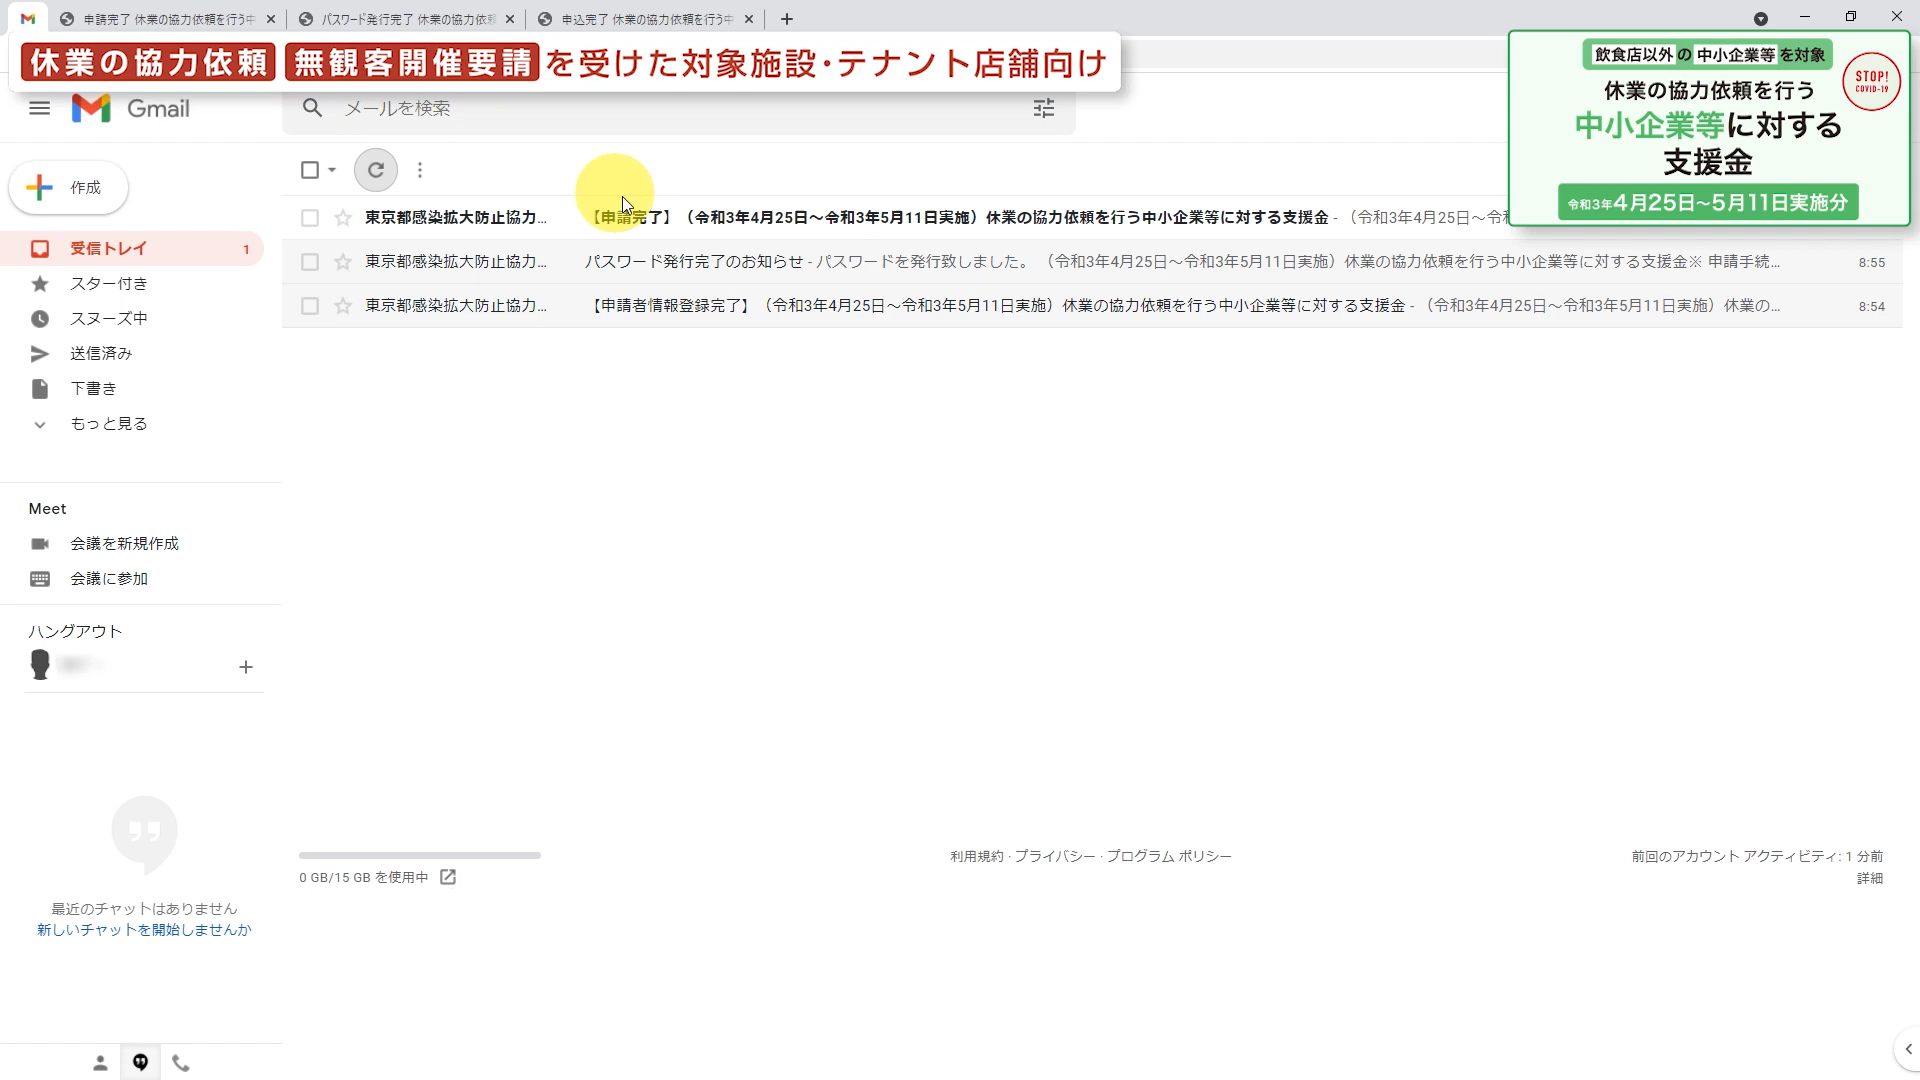 申請完了 休業の協力依頼を行う中
パスワード発行完了 休業の協力依
申込完了 休業の協力依頼を行う中
休業の協力依頼 無観客開催要請 を受けた対象施設・テナント店舗向け
飲食店以外の中小企業等を対象
STOP!
COVID-19
休業の協力依頼を行う
中小企業等に対する
支援金
令和3年4月25日～5月11日実施分
Gmail
メールを検索
作成
受信トレイ 1
スター付き
スヌーズ中
送信済み
下書き
もっと見る
東京都感染拡大防止協力... 【申請完了】（令和3年4月25日～令和3年5月11日実施）休業の協力依頼を行う中小企業等に対する支援金 - （令和3年4月25日～令
東京都感染拡大防止協力... パスワード発行完了のお知らせ - パスワードを発行致しました。（令和3年4月25日～令和3年5月11日実施）休業の協力依頼を行う中小企業等に対する支援金※ 申請手続... 8:55
東京都感染拡大防止協力... 【申請者情報登録完了】（令和3年4月25日～令和3年5月11日実施）休業の協力依頼を行う中小企業等に対する支援金 - （令和3年4月25日～令和3年5月11日実施）休業の... 8:54
Meet
会議を新規作成
会議に参加
ハングアウト
最近のチャットはありません
新しいチャットを開始しませんか
0 GB/15 GB を使用中
利用規約 · プライバシー · プログラム ポリシー
前回のアカウント アクティビティ: 1 分前
詳細